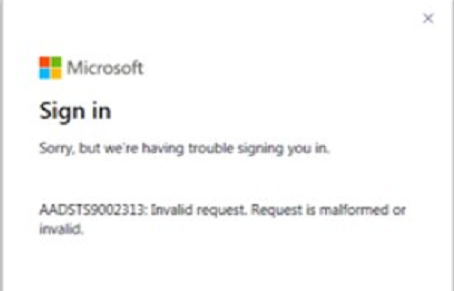 Microsoft
Sign in
Sorry, but we're having trouble signing you in.
AADSTS9002313: Invalid request. Request is malformed or
invalid.